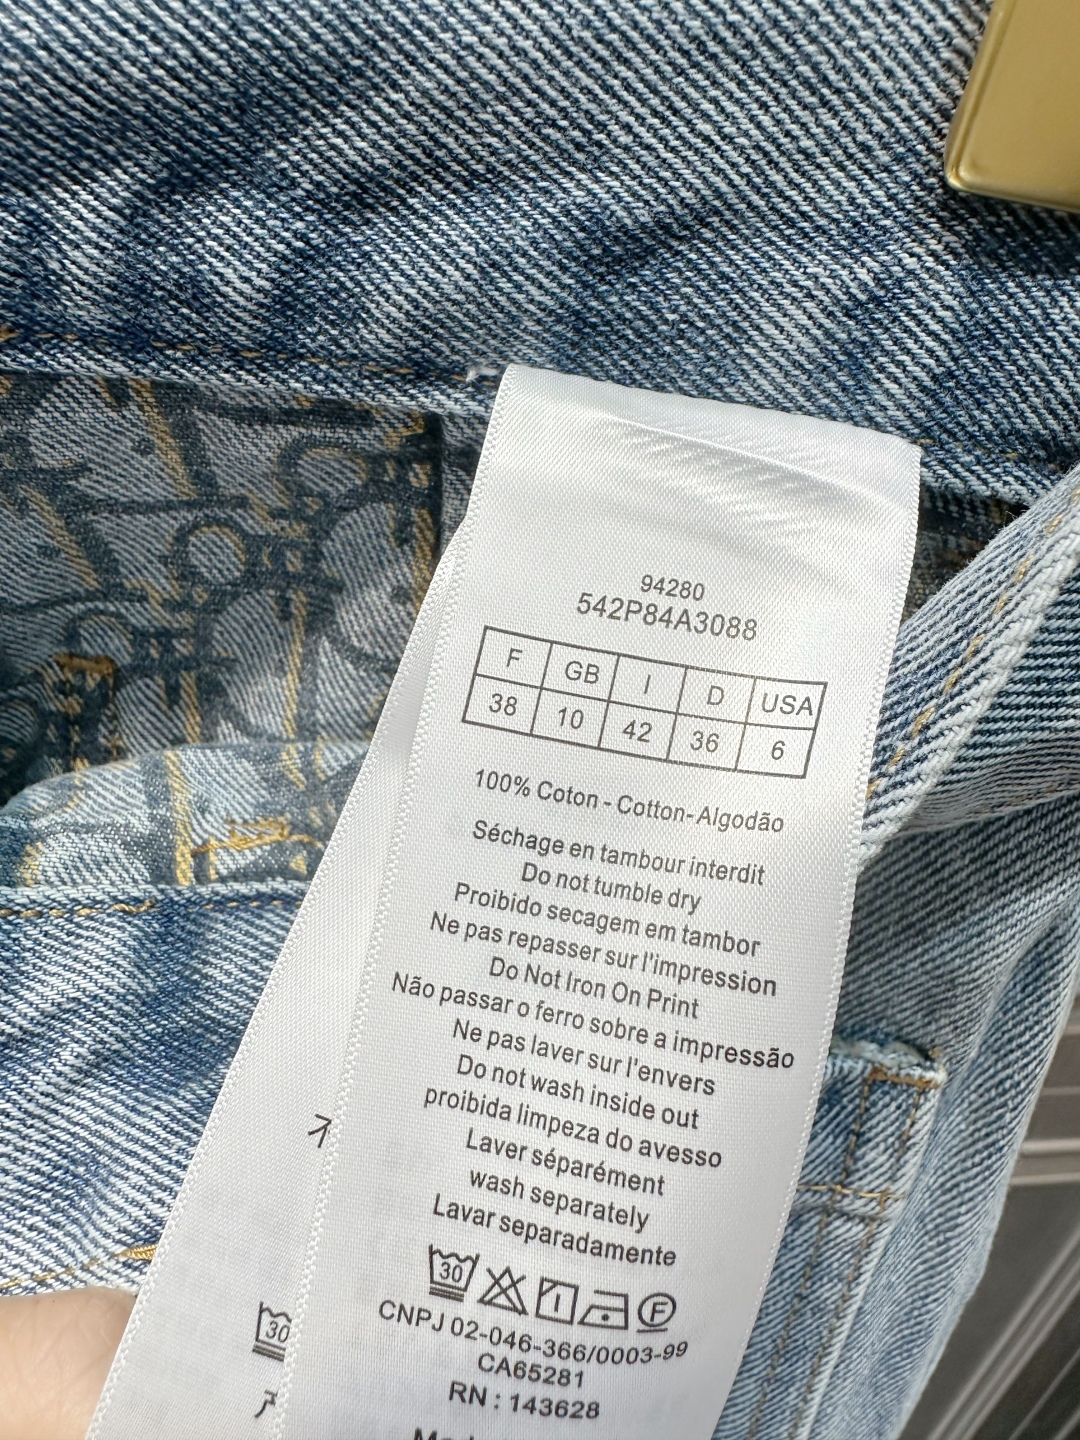 94280
542P84A3088
F GB I D USA
38 10 42 36 6
100% Coton - Cotton- Algodão
Séchage en tambour interdit
Do not tumble dry
Proibido secagem em tambor
Ne pas repasser sur l'impression
Do Not Iron On Print
Não passar o ferro sobre a impressão
Ne pas laver sur l'envers
Do not wash inside out
proibida limpeza do avesso
Laver séparément
wash separately
Lavar separadamente
30 F
CNPJ 02-046-366/0003-99
CA65281
RN : 143628
30